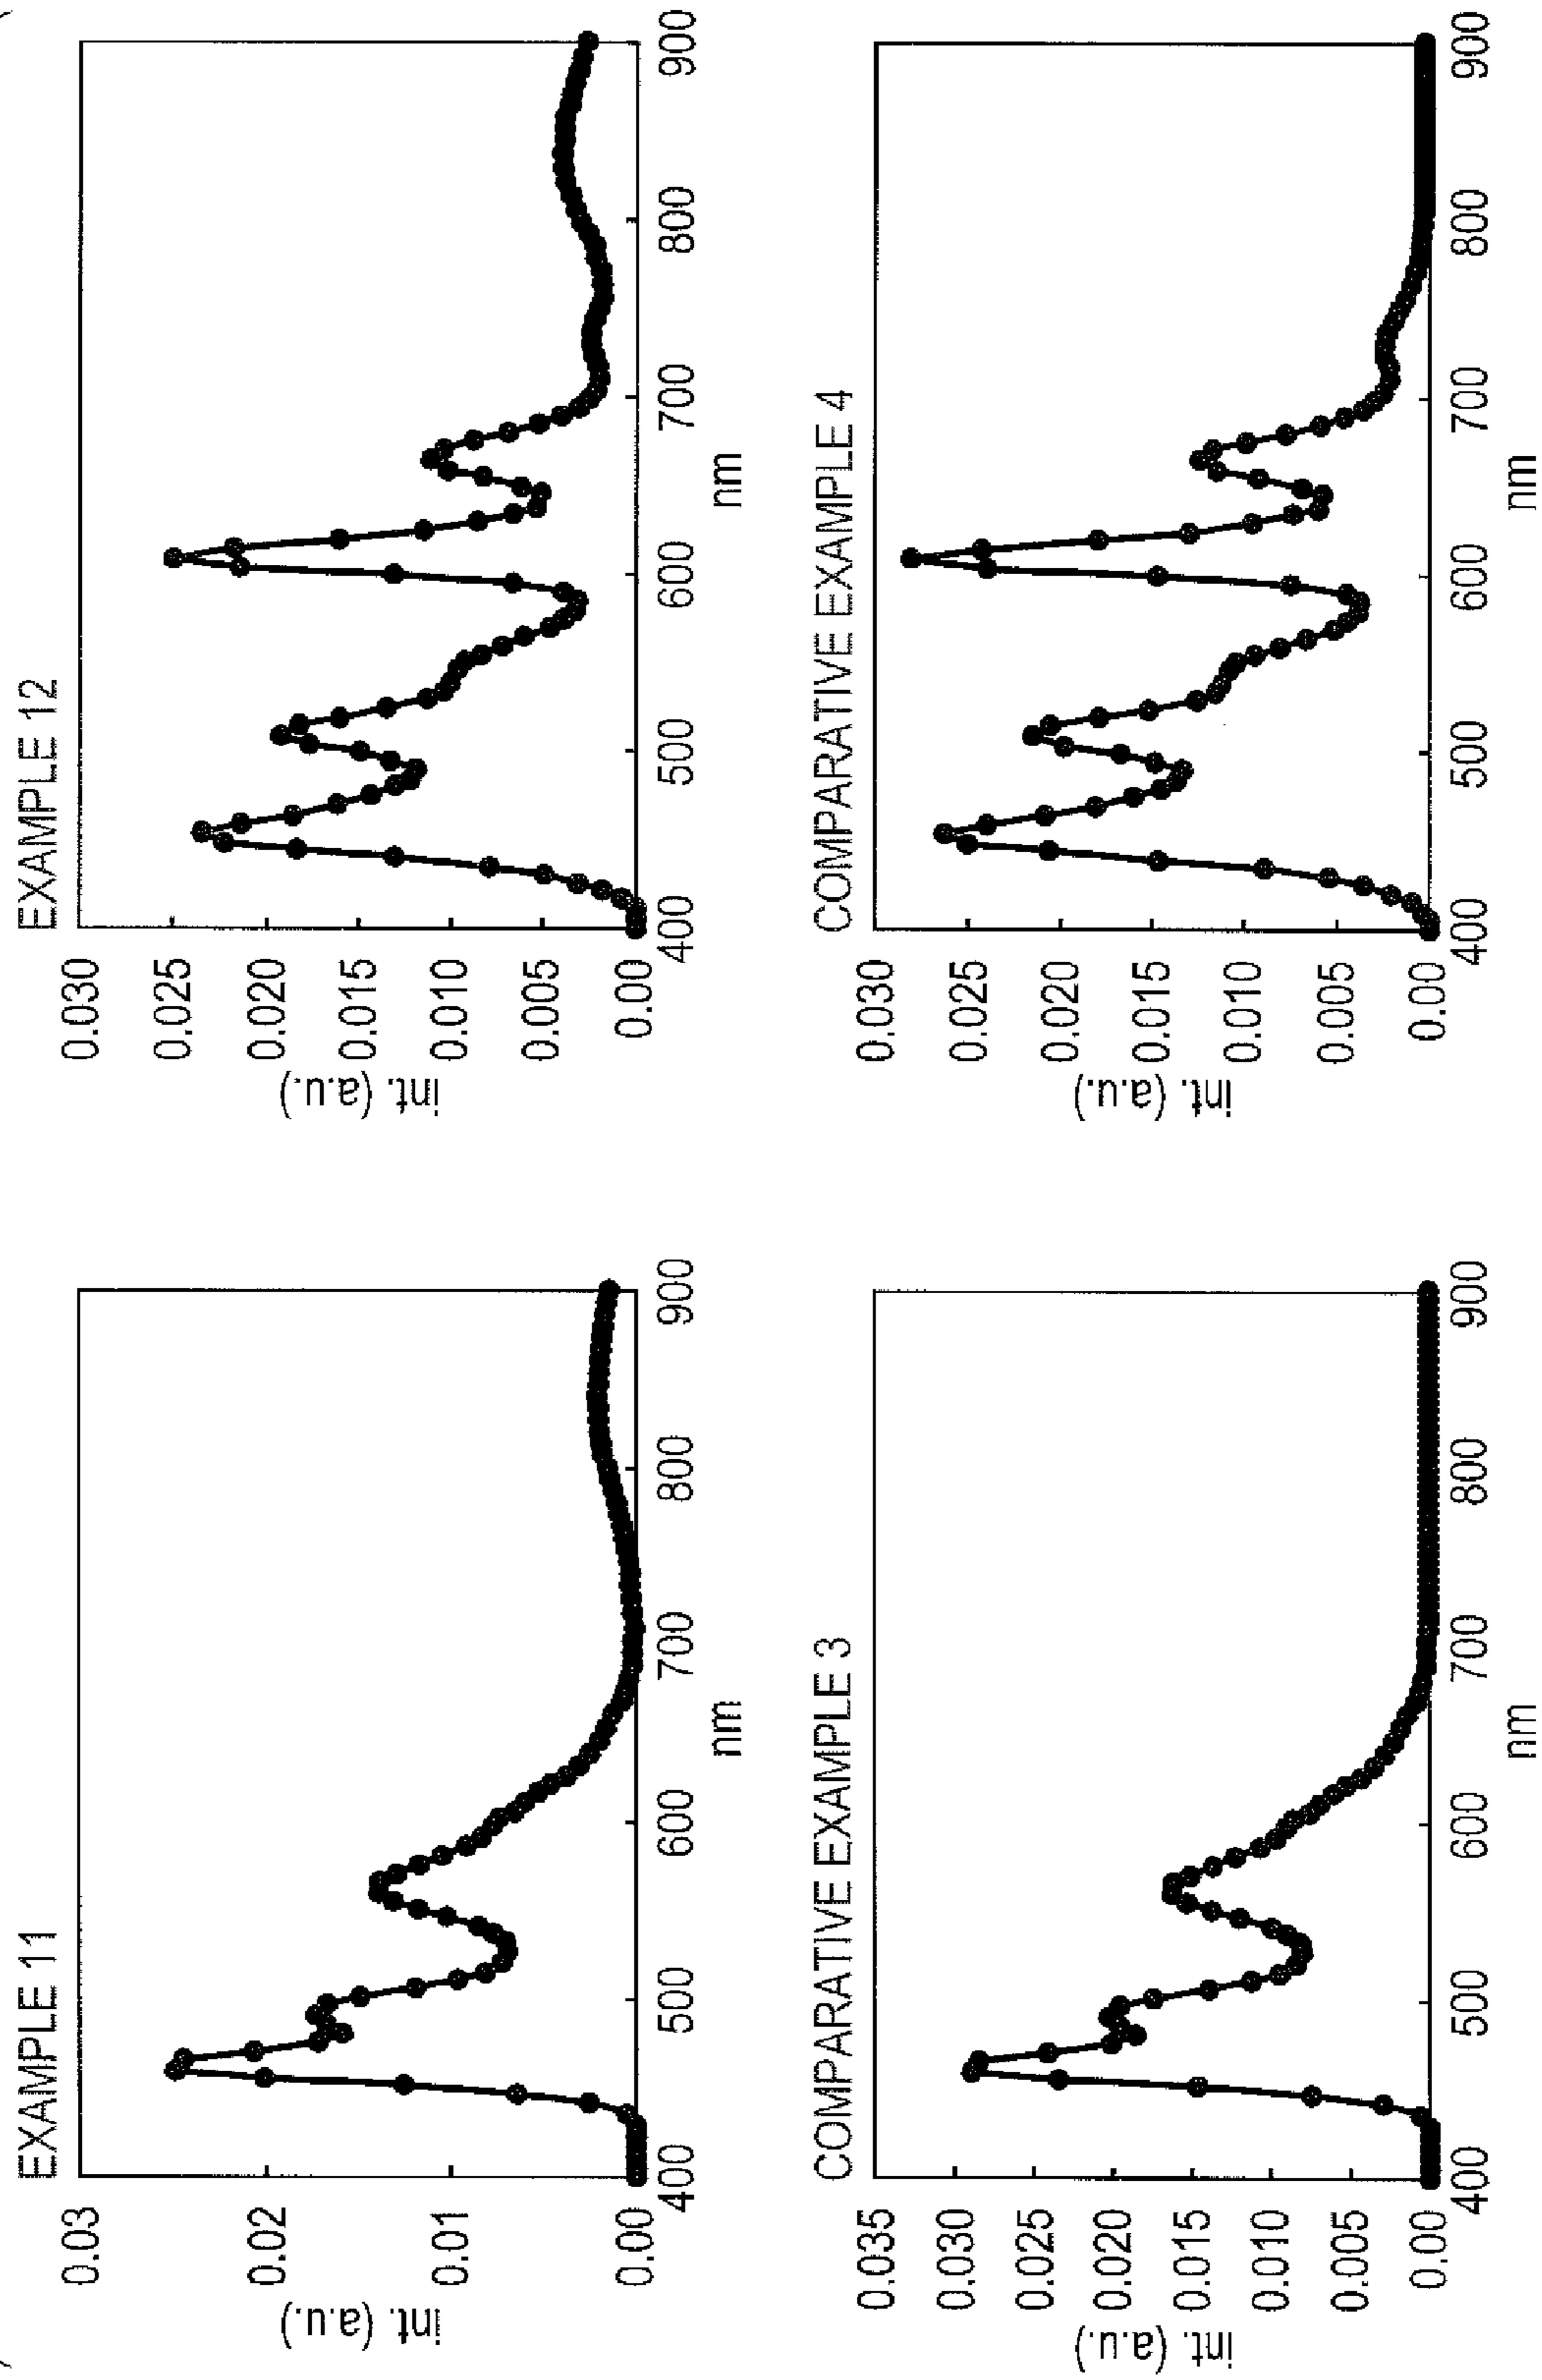 EXAMPLE 11
int. (a.u.)
0.03
0.02
0.01
0.00
400 500 600 700 800 900
nm
EXAMPLE 12
int. (a.u.)
0.030
0.025
0.020
0.015
0.010
0.005
0.00
400 500 600 700 800 900
nm
COMPARATIVE EXAMPLE 3
int. (a.u.)
0.035
0.030
0.025
0.020
0.015
0.010
0.005
0.00
400 500 600 700 800 900
nm
COMPARATIVE EXAMPLE 4
int. (a.u.)
0.030
0.025
0.020
0.015
0.010
0.005
0.00
400 500 600 700 800 900
nm